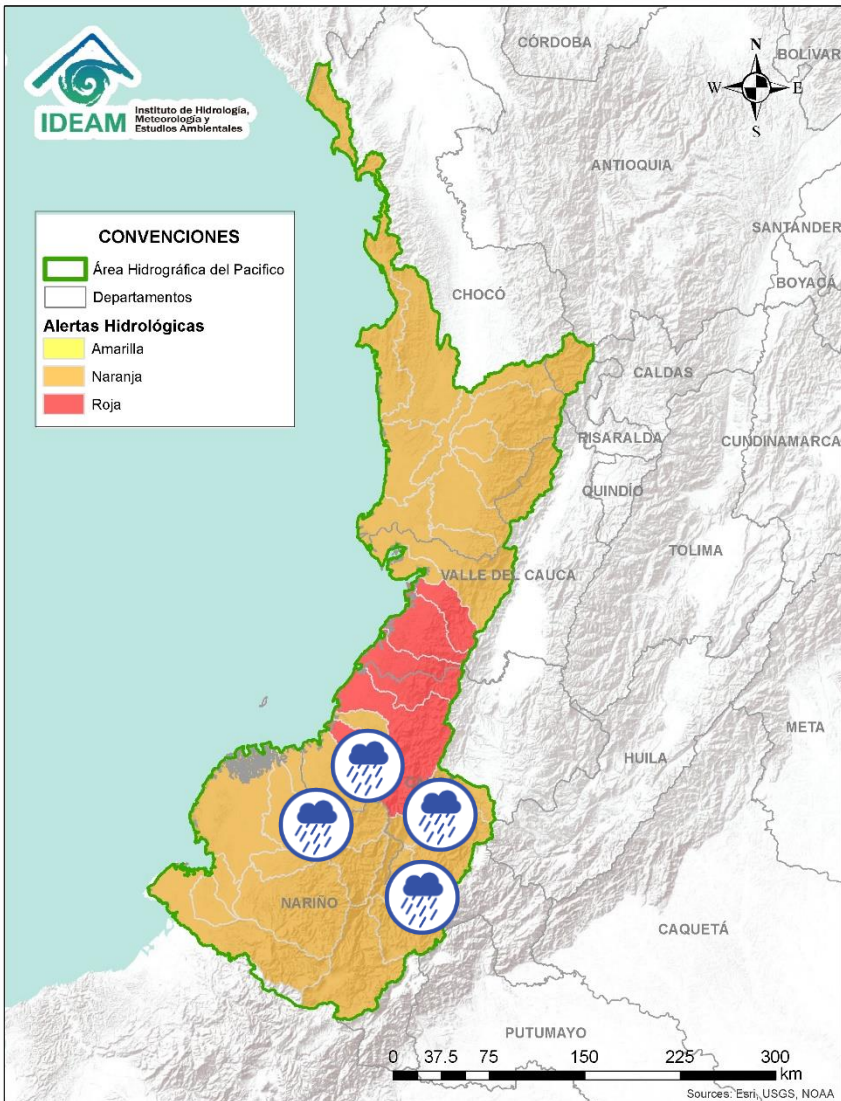 IDEAM
Instituto de Hidrología,
Meteorología y
Estudios Ambientales
CÓRDOBA
BOLÍVAR
N
W
E
S
ANTIOQUIA
SANTANDER
BOYACÁ
CONVENCIONES
Área Hidrográfica del Pacifico
Departamentos
Alertas Hidrológicas
Amarilla
Naranja
Roja
CHOCÓ
CALDAS
RISARALDA
CUNDINAMARCA
QUINDÍO
TOLIMA
VALLE DEL CAUCA
META
HUILA
NARIÑO
CAQUETÁ
PUTUMAYO
0 37.5 75 150 225 300
km
Sources: Esri, USGS, NOAA